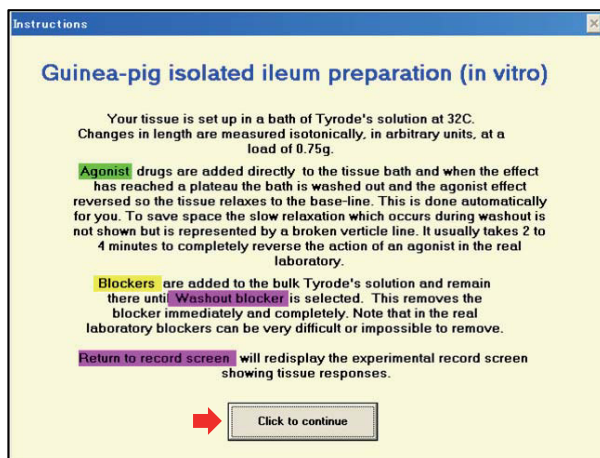 Instructions
Guinea-pig isolated ileum preparation (in vitro)
Your tissue is set up in a bath of Tyrode's solution at 32C.
Changes in length are measured isotonically, in arbitrary units, at a
load of 0.75g.
Agonist drugs are added directly to the tissue bath and when the effect
has reached a plateau the bath is washed out and the agonist effect
reversed so the tissue relaxes to the base-line. This is done automatically
for you. To save space the slow relaxation which occurs during washout is
not shown but is represented by a broken verticle line. It usually takes 2 to
4 minutes to completely reverse the action of an agonist in the real
laboratory.
Blockers are added to the bulk Tyrode's solution and remain
there until Washout blocker is selected. This removes the
blocker immediately and completely. Note that in the real
laboratory blockers can be very difficult or impossible to remove.
Return to record screen will redisplay the experimental record screen
showing tissue responses.
Click to continue